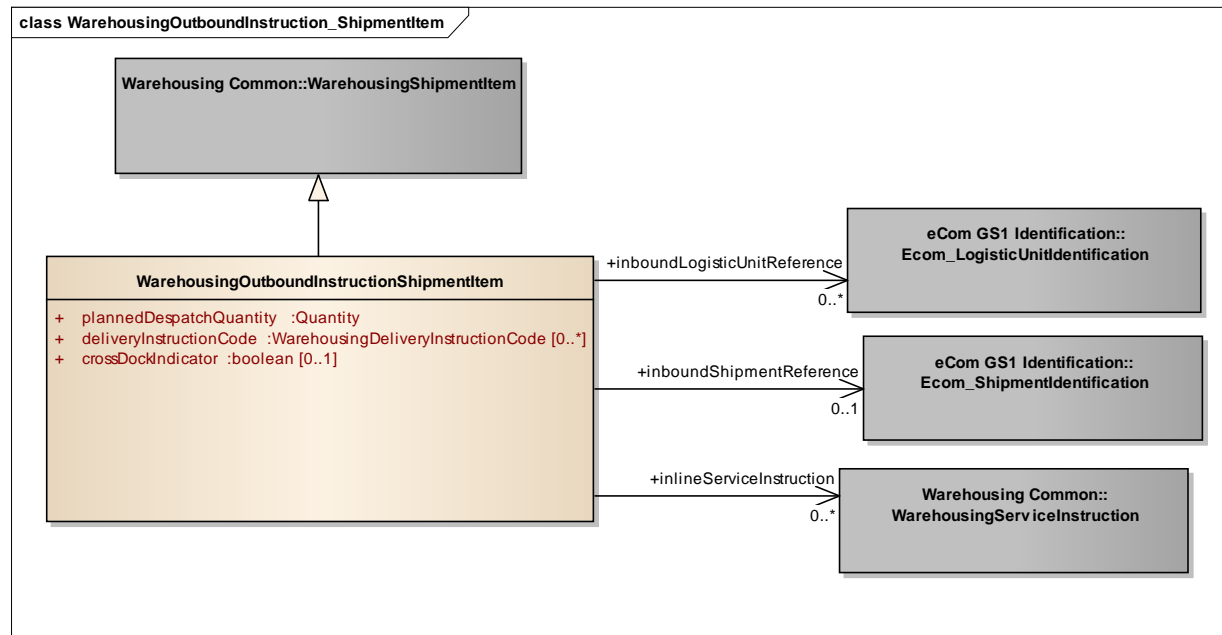 class WarehousingOutboundInstruction_ShipmentItem
Warehousing Common::WarehousingShipmentItem
WarehousingOutboundInstructionShipmentItem
+ plannedDespatchQuantity :Quantity
+ deliveryInstructionCode :WarehousingDeliveryInstructionCode [0..*]
+ crossDockIndicator :boolean [0..1]
+inboundLogisticUnitReference
0..*
eCom GS1 Identification::
Ecom_LogisticUnitIdentification
+inboundShipmentReference
0..1
eCom GS1 Identification::
Ecom_ShipmentIdentification
+inlineServiceInstruction
0..*
Warehousing Common::
WarehousingServiceInstruction